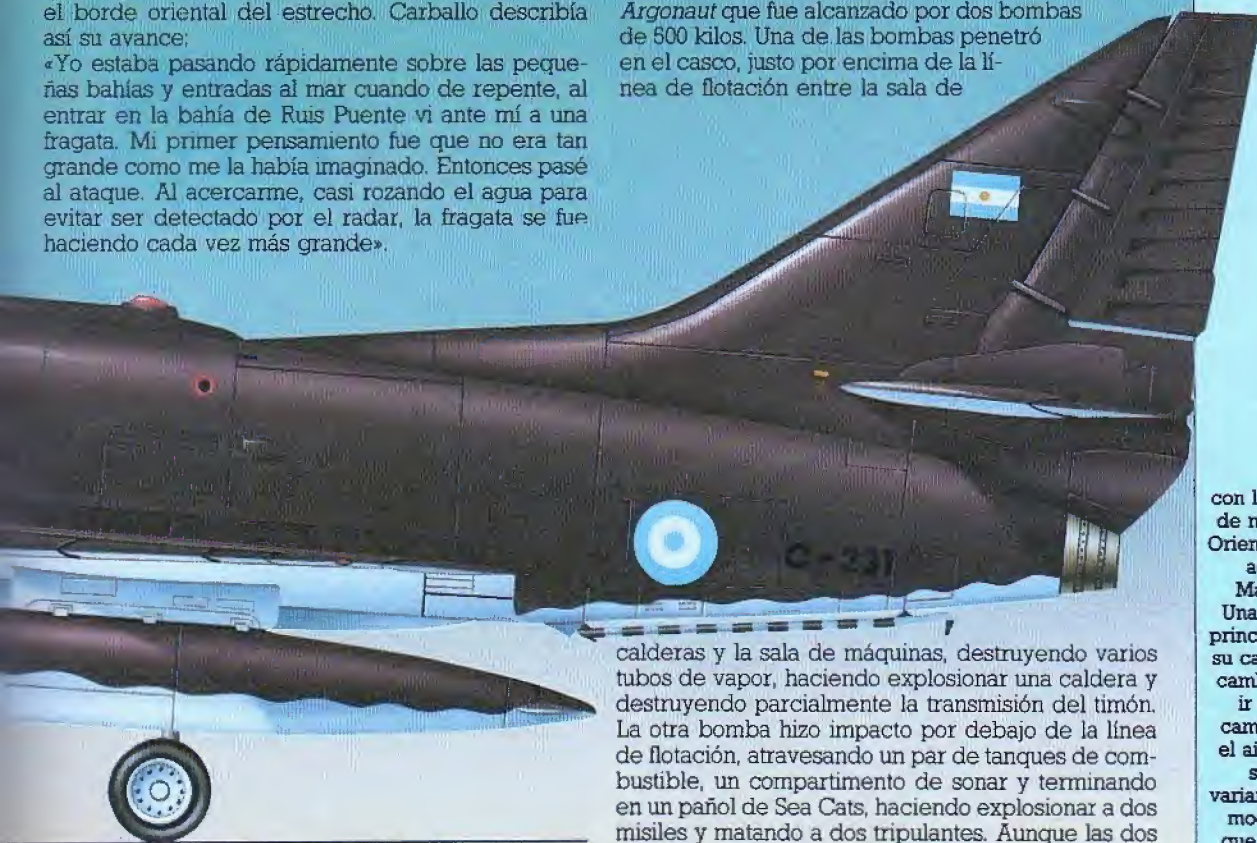 el borde oriental del estrecho. Carballo describía
así su avance:
«Yo estaba pasando rápidamente sobre las peque-
ñas bahías y entradas al mar cuando de repente, al
entrar en la bahía de Ruis Puente vi ante mí a una
fragata. Mi primer pensamiento fue que no era tan
grande como me la había imaginado. Entonces pasé
al ataque. Al acercarme, casi rozando el agua para
evitar ser detectado por el radar, la fragata se fue
haciendo cada vez más grande».
Argonaut que fue alcanzado por dos bombas
de 500 kilos. Una de las bombas penetró
en el casco, justo por encima de la lí-
nea de flotación entre la sala de
calderas y la sala de máquinas, destruyendo varios
tubos de vapor, haciendo explosionar una caldera y
destruyendo parcialmente la transmisión del timón.
La otra bomba hizo impacto por debajo de la línea
de flotación, atravesando un par de tanques de com-
bustible, un compartimento de sonar y terminando
en un pañol de Sea Cats, haciendo explosionar a dos
misiles y matando a dos tripulantes. Aunque las dos
C-231
con l
de n
Orien
a
Ma
Una
princ
su ca
cam
ir
cam
el ai
s
varia
mo
que